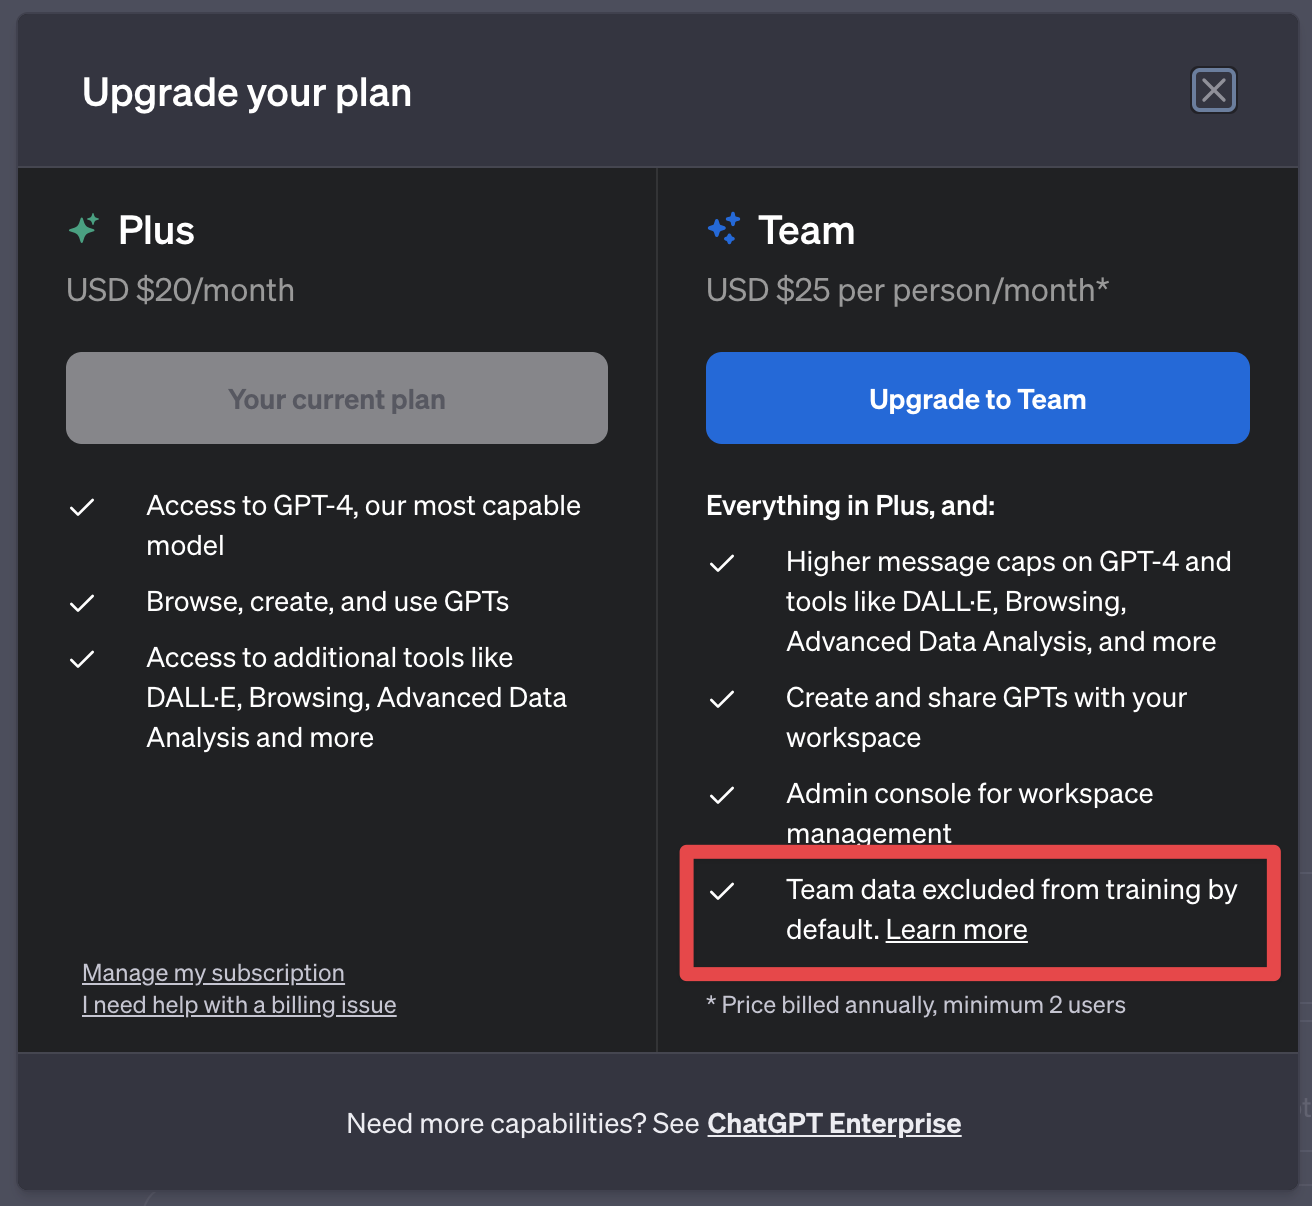 Upgrade your plan
Plus
USD $20/month
Your current plan
Access to GPT-4, our most capable
model
Browse, create, and use GPTs
Access to additional tools like
DALL·E, Browsing, Advanced Data
Analysis and more
Manage my subscription
I need help with a billing issue
Team
USD $25 per person/month*
Upgrade to Team
Everything in Plus, and:
Higher message caps on GPT-4 and
tools like DALL·E, Browsing,
Advanced Data Analysis, and more
Create and share GPTs with your
workspace
Admin console for workspace
management
Team data excluded from training by
default. Learn more
* Price billed annually, minimum 2 users
Need more capabilities? See ChatGPT Enterprise